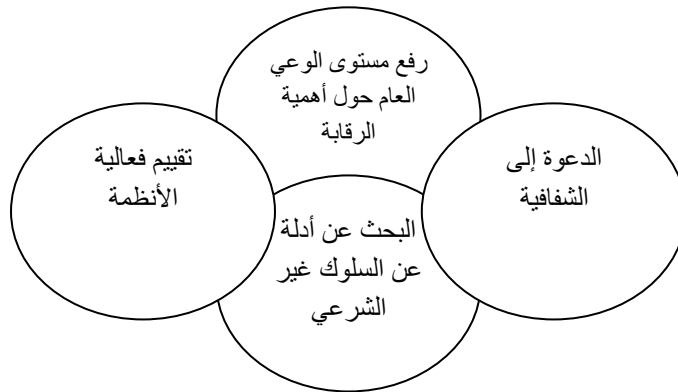 رفع مستوى الوعي
العام حول أهمية
الرقابة
الدعوة إلى
الشفافية
تقييم فعالية
الأنظمة
البحث عن أدلة
عن السلوك غير
الشرعي